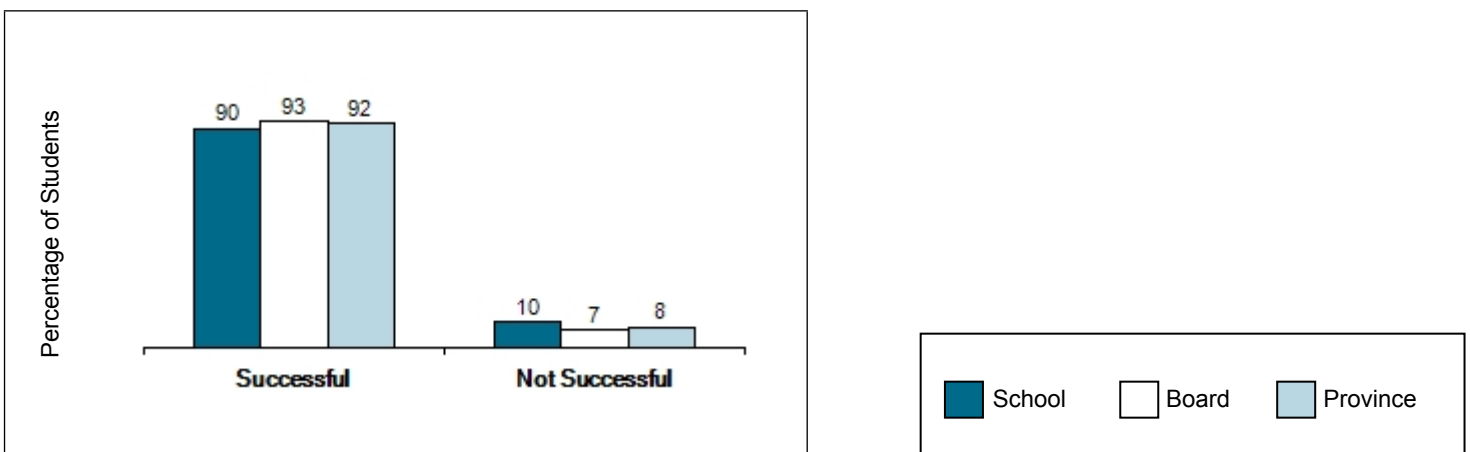 Percentage of Students
90 93 92
10 7 8
Successful Not Successful
School Board Province